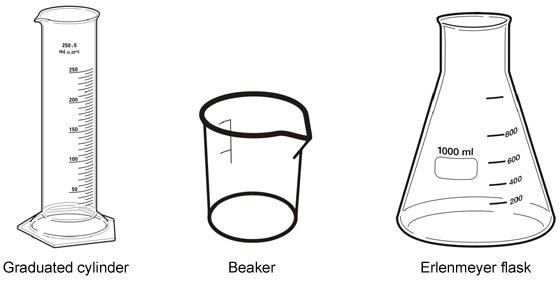 250:5
ml in 20°C
250
200
150
100
50
1000 ml
800
600
400
200
Graduated cylinder
Beaker
Erlenmeyer flask